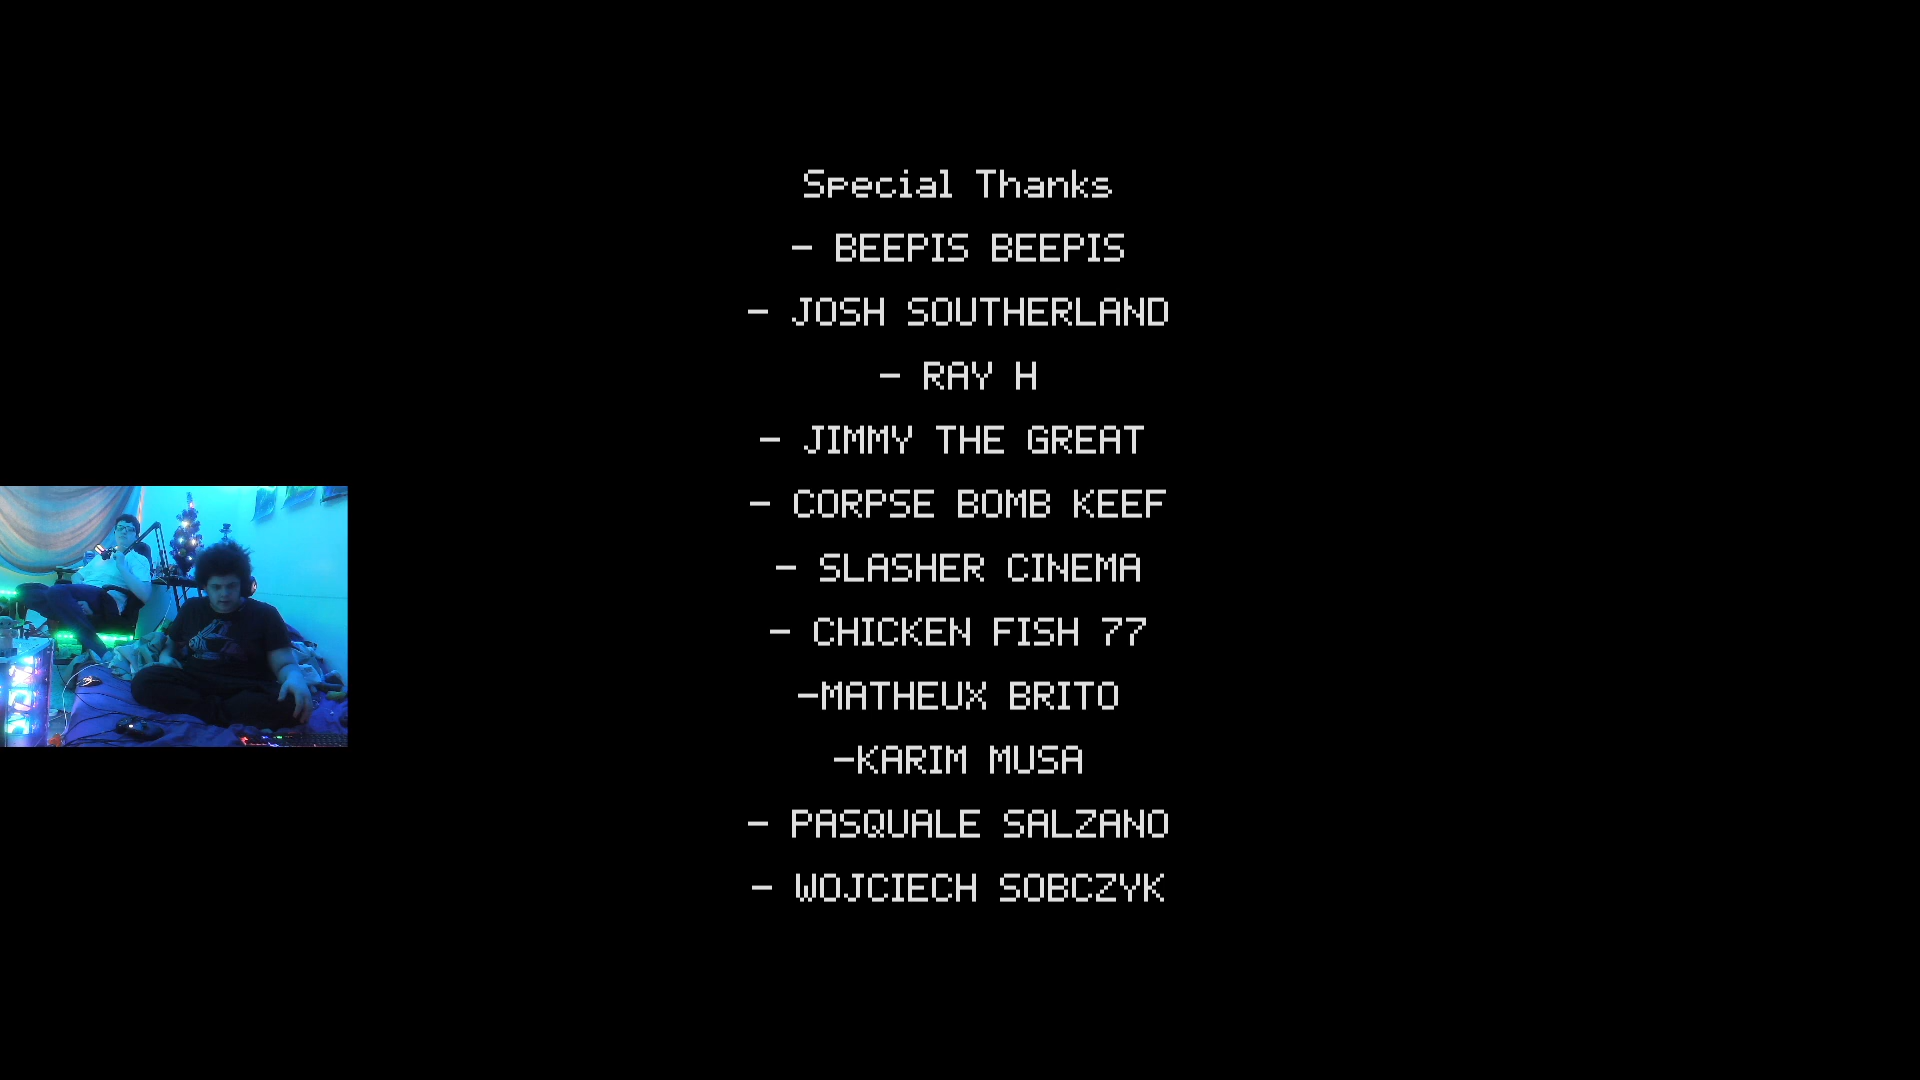 Special Thanks
- BEEPIS BEEPIS
- JOSH SOUTHERLAND
- RAY H
- JIMMY THE GREAT
- CORPSE BOMB KEEF
- SLASHER CINEMA
- CHICKEN FISH 77
-MATHEUX BRITO
-KARIM MUSA
- PASQUALE SALZANO
- WOJCIECH SOBCZYK